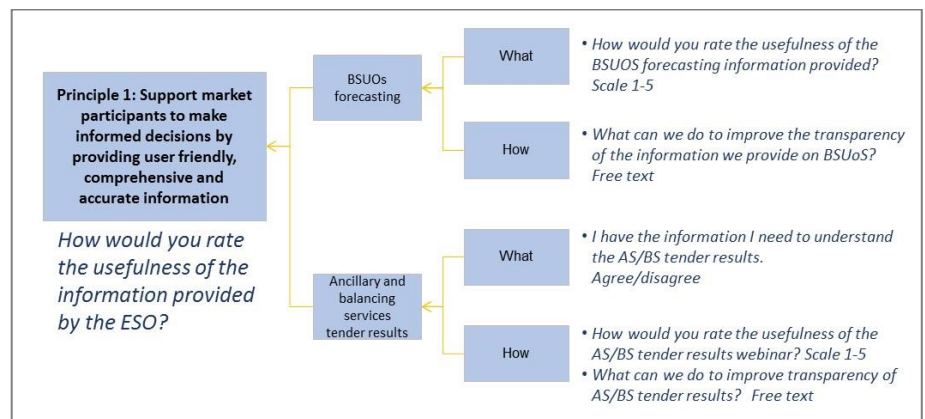 Principle 1: Support market
participants to make
informed decisions by
providing user friendly,
comprehensive and
accurate information
How would you rate
the usefulness of the
information provided
by the ESO?
BSUOs
forecasting
What
• How would you rate the usefulness of the
BSUOS forecasting information provided?
Scale 1-5
How
• What can we do to improve the transparency
of the information we provide on BSUoS?
Free text
Ancillary and
balancing
services
tender results
What
• I have the information I need to understand
the AS/BS tender results.
Agree/disagree
How
• How would you rate the usefulness of the
AS/BS tender results webinar? Scale 1-5
• What can we do to improve transparency of
AS/BS tender results? Free text